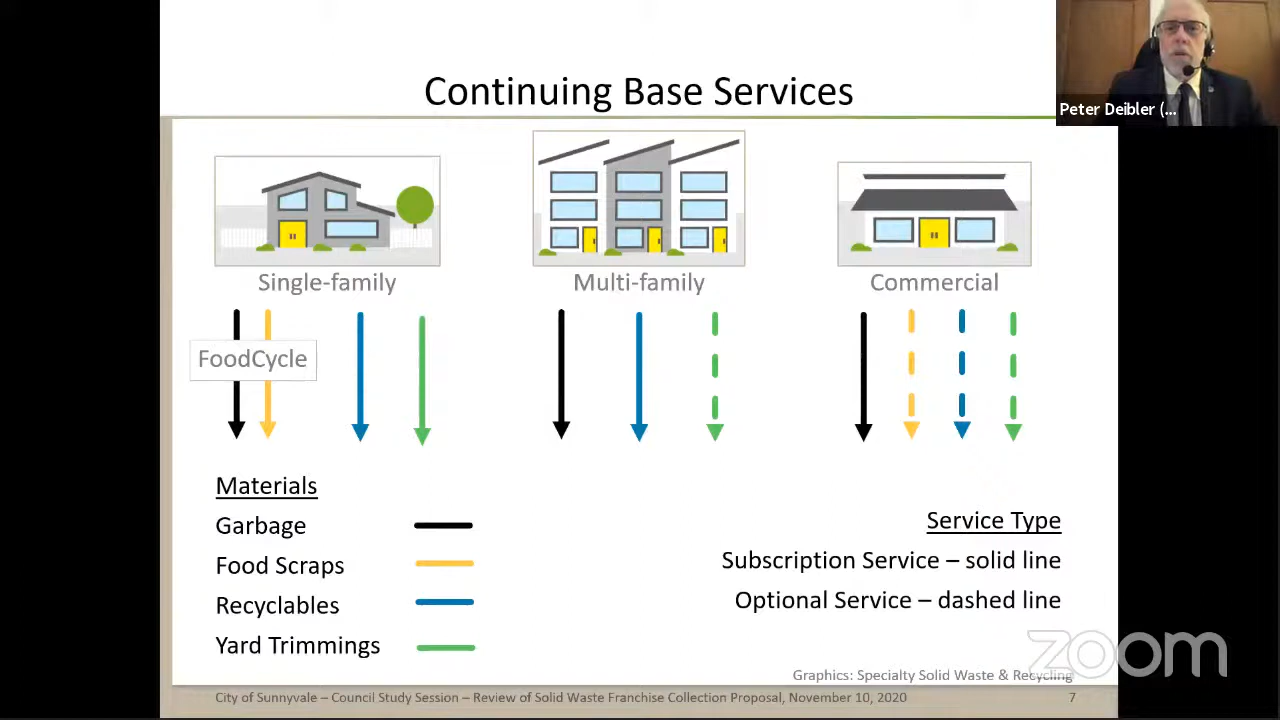 Continuing Base Services
Peter Deibler (...
Single-family
Multi-family
Commercial
FoodCycle
Materials
Garbage
Food Scraps
Recyclables
Yard Trimmings
Service Type
Subscription Service – solid line
Optional Service – dashed line
zoom
Graphics: Specialty Solid Waste & Recycling
City of Sunnyvale – Council Study Session – Review of Solid Waste Franchise Collection Proposal, November 10, 2020
7